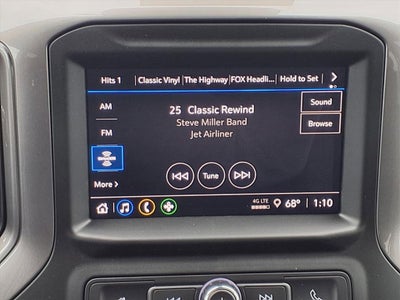 Hits 1 Classic Vinyl The Highway FOX Headli... Hold to Set
AM
25 Classic Rewind
Sound
Steve Miller Band
Browse
FM
Jet Airliner
Tune
More
4G LTE
68° 1:10